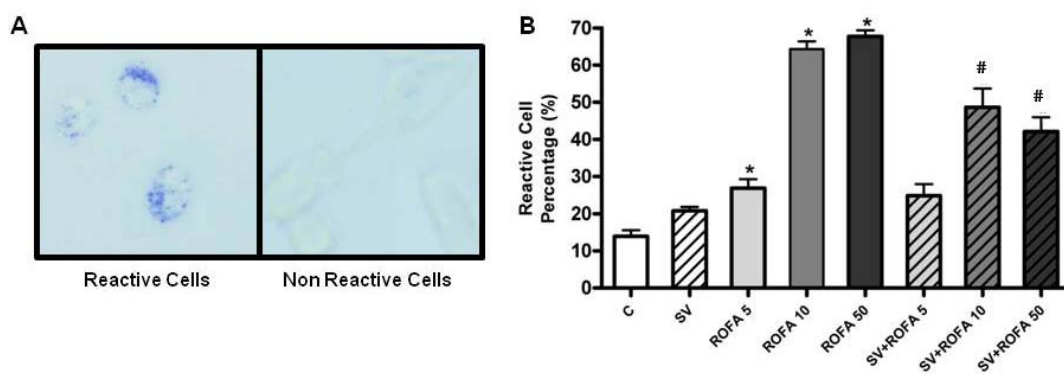 A
Reactive Cells
Non Reactive Cells
B
Reactive Cell
Percentage (%)
70
60
50
40
30
20
10
0
*
*
*
#
#
C
SV
ROFA 5
ROFA 10
ROFA 50
SV+ROFA 5
SV+ROFA 10
SV+ROFA 50